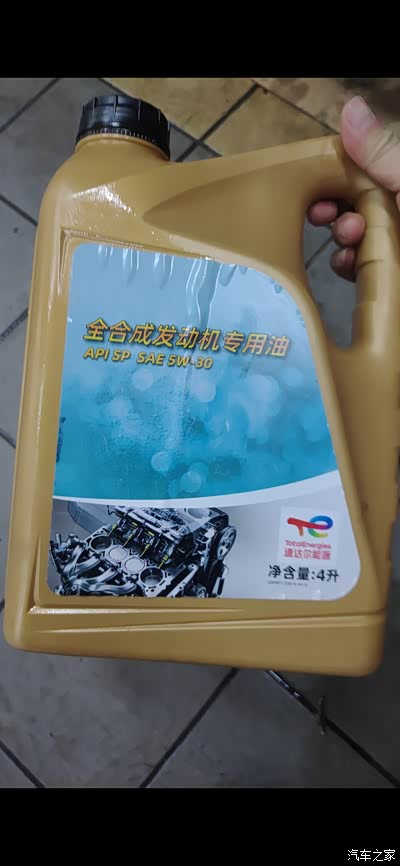 全合成发动机专用油
API SP SAE 5W-30
TotalEnergies
道达尔能源
净含量:4升
汽车之家